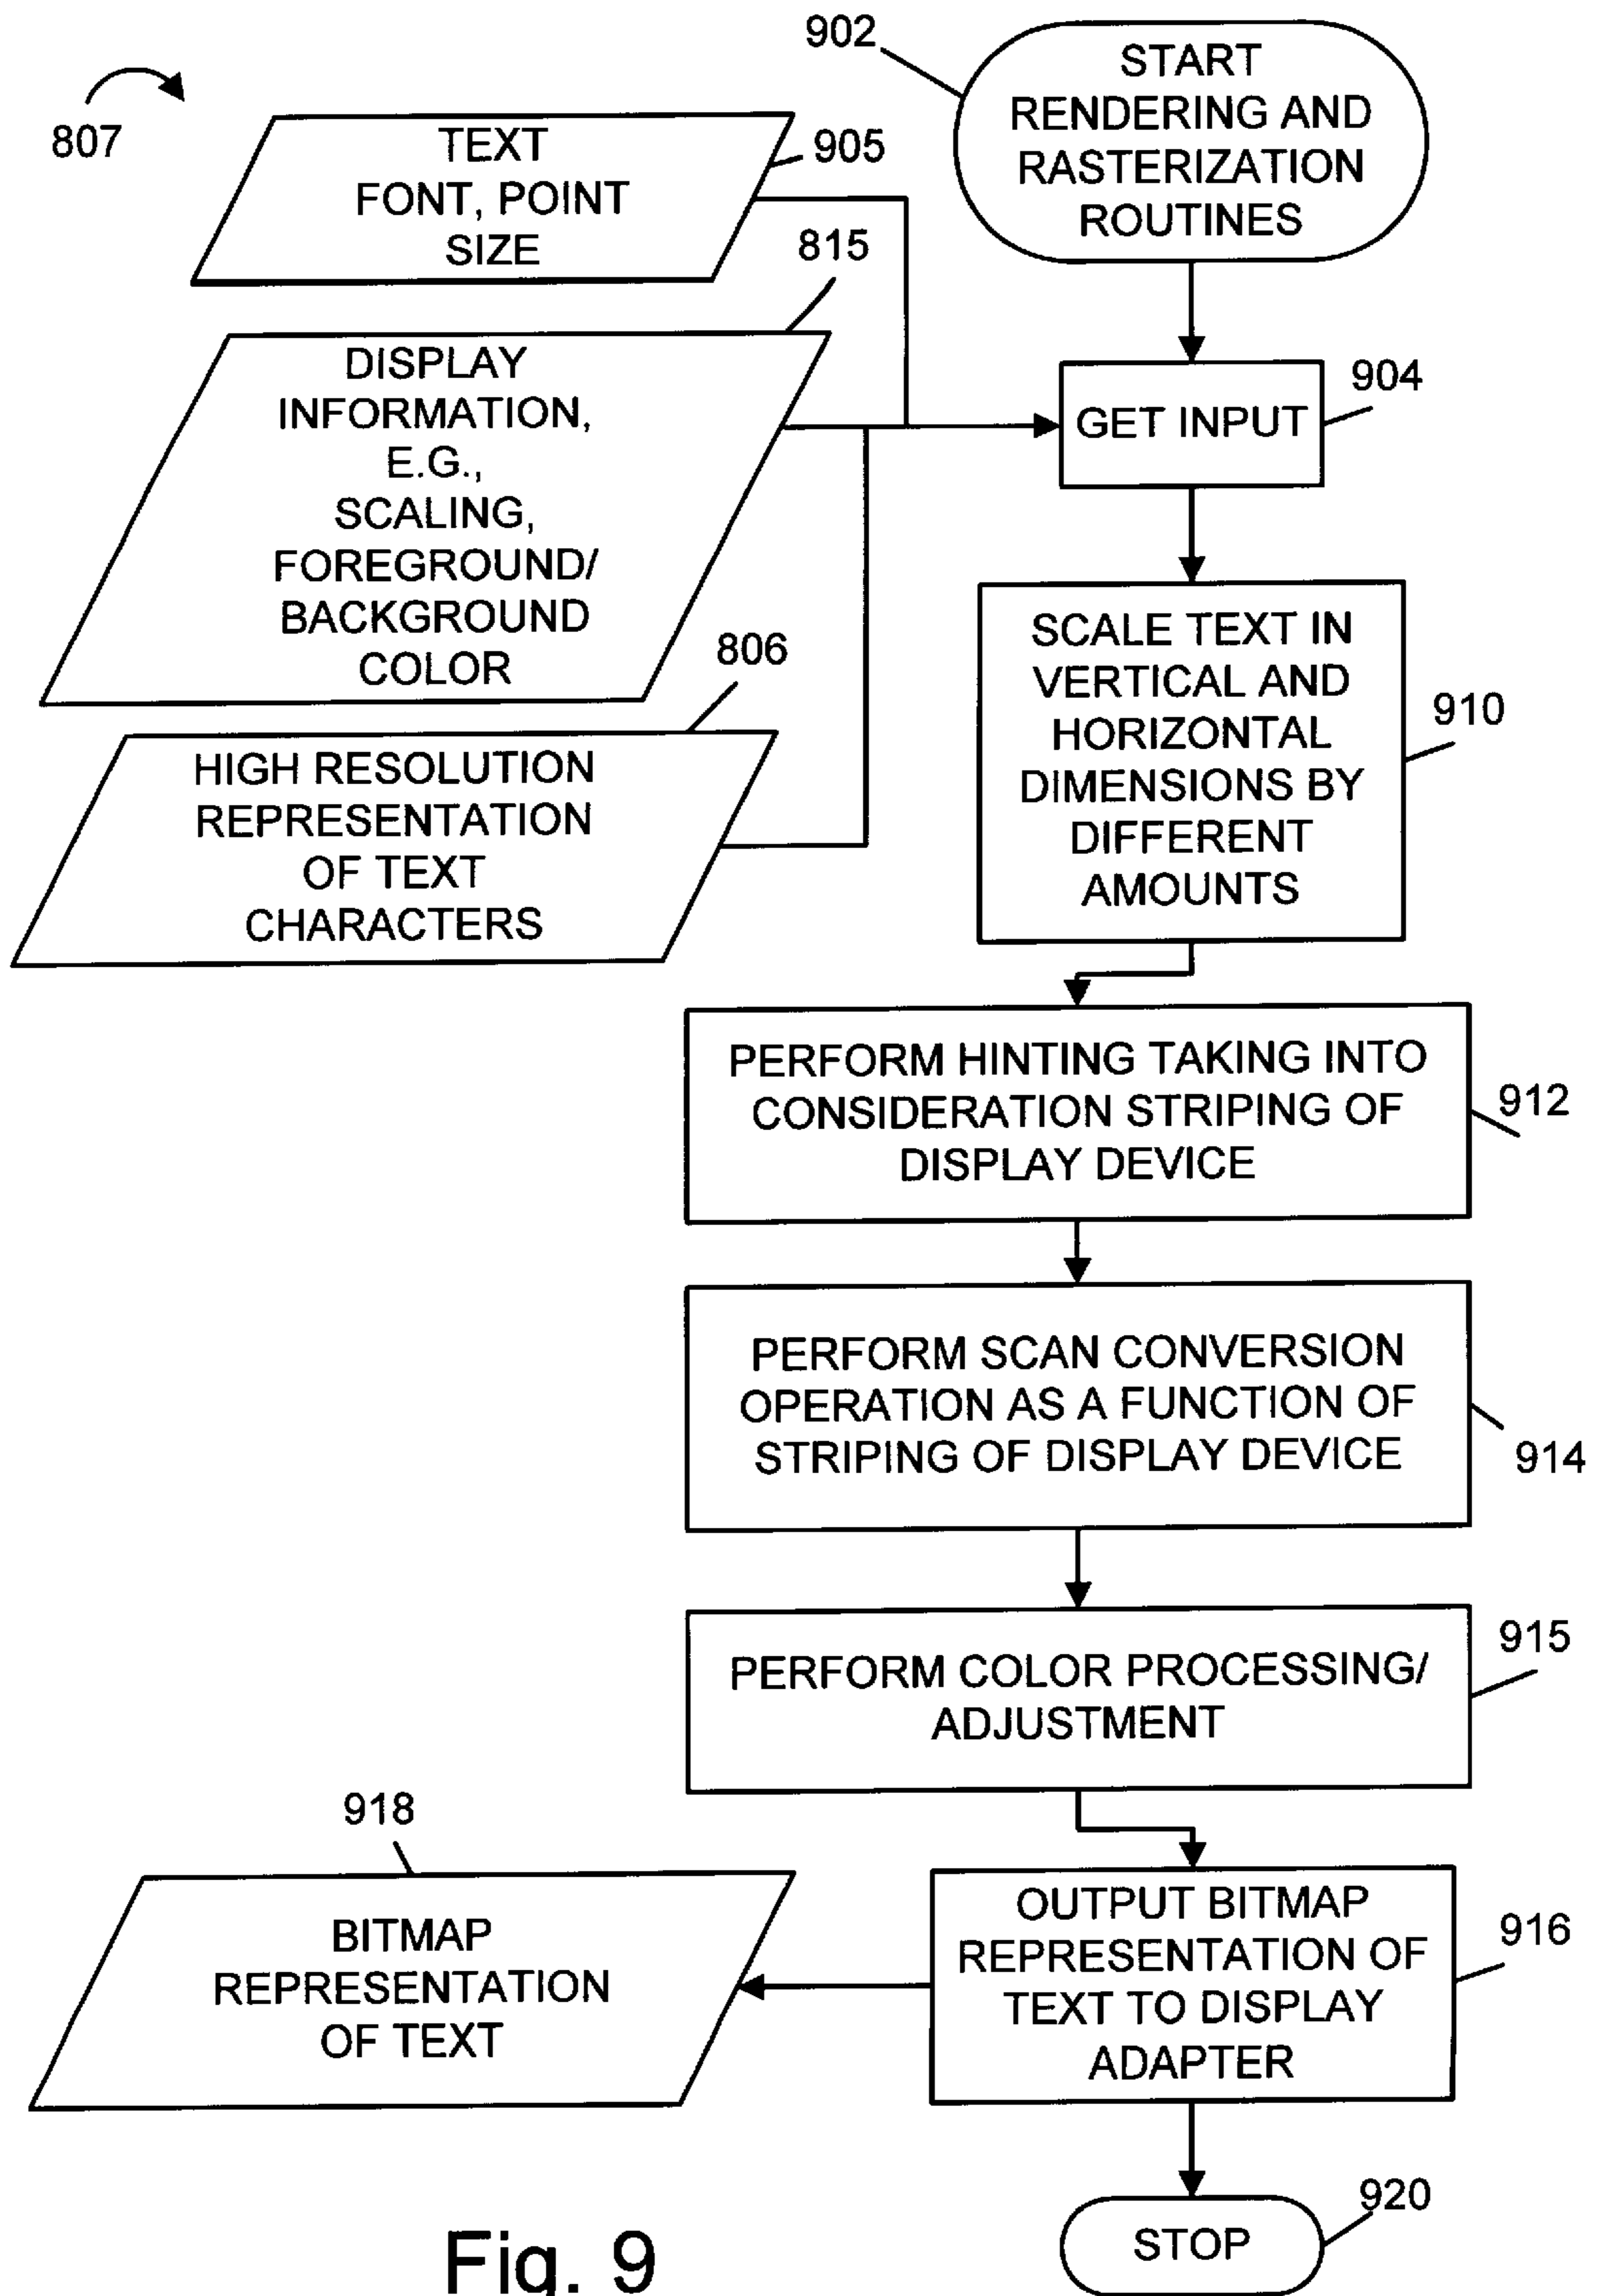 902
START
RENDERING AND
RASTERIZATION
ROUTINES
807
TEXT
FONT, POINT
SIZE
905
815
DISPLAY
INFORMATION,
E.G.,
SCALING,
FOREGROUND/
BACKGROUND
COLOR
GET INPUT
904
806
HIGH RESOLUTION
REPRESENTATION
OF TEXT
CHARACTERS
SCALE TEXT IN
VERTICAL AND
HORIZONTAL
DIMENSIONS BY
DIFFERENT
AMOUNTS
910
PERFORM HINTING TAKING INTO
CONSIDERATION STRIPING OF
DISPLAY DEVICE
912
PERFORM SCAN CONVERSION
OPERATION AS A FUNCTION OF
STRIPING OF DISPLAY DEVICE
914
PERFORM COLOR PROCESSING/
ADJUSTMENT
915
918
BITMAP
REPRESENTATION
OF TEXT
OUTPUT BITMAP
REPRESENTATION OF
TEXT TO DISPLAY
ADAPTER
916
STOP
920
Fig. 9